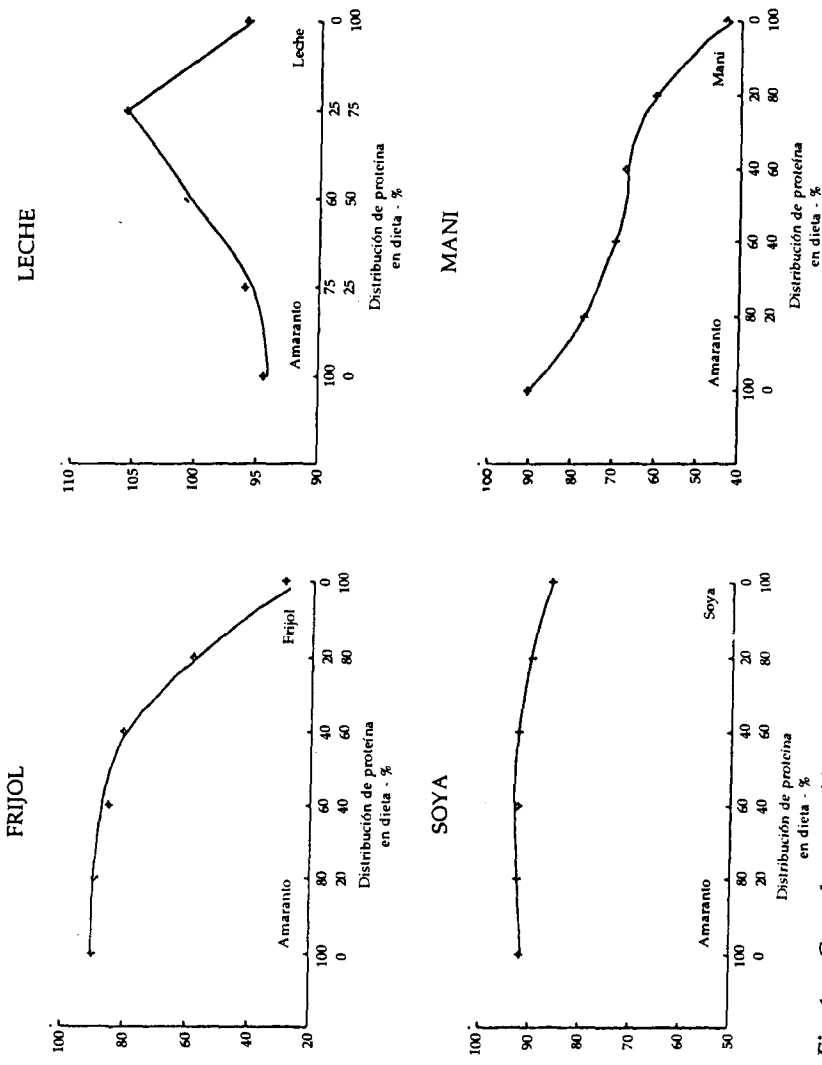 FRIJOL
100
80
60
40
20
Amaranto Frijol
100 80 60 40 20 0
0 20 40 60 80 100
Distribución de proteína
en dieta - %
LECHE
110
105
100
95
90
Amaranto Leche
100 75 60 25 0
0 25 50 75 100
Distribución de proteína
en dieta - %
SOYA
100
90
80
70
60
50
Amaranto Soya
100 80 60 40 20 0
0 20 40 60 80 100
Distribución de proteína
en dieta - %
MANI
100
90
80
70
60
50
40
Amaranto Mani
100 80 60 40 20 0
0 20 40 60 80 100
Distribución de proteína
en dieta - %